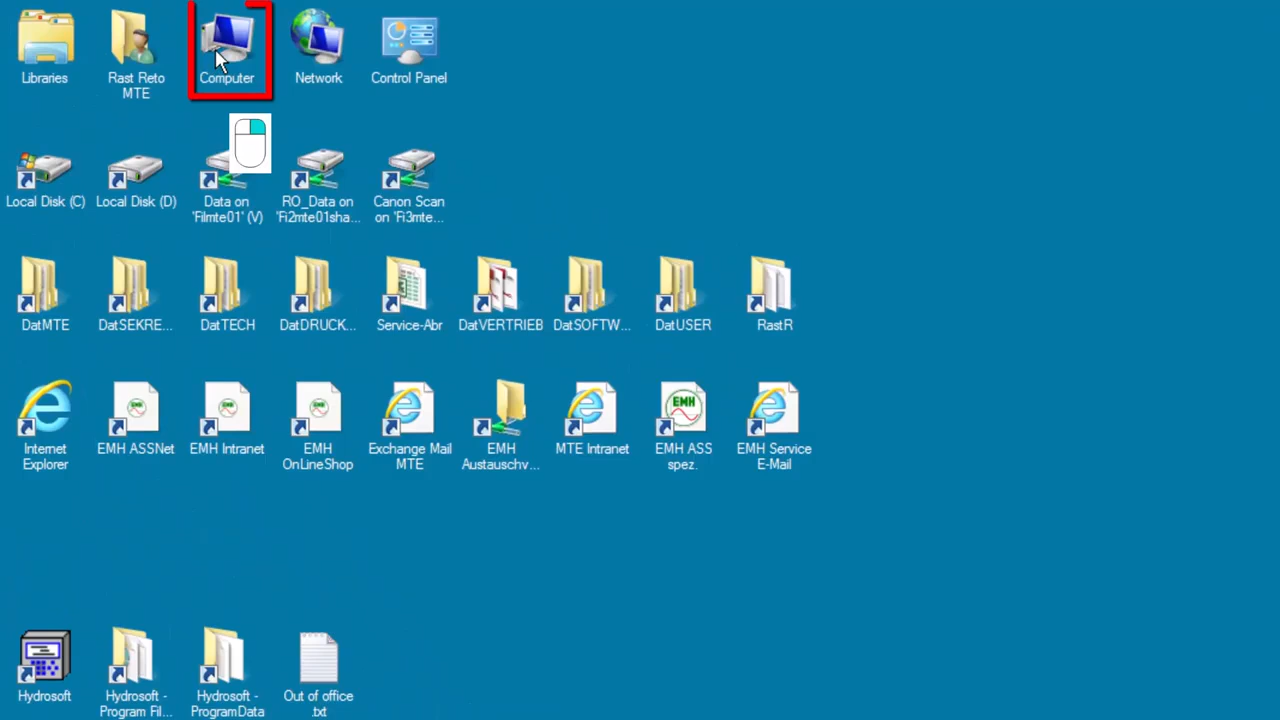 Libraries
Rast Reto
MTE
Computer
Network
Control Panel
Local Disk (C)
Local Disk (D)
Data on
'Filmte01' (V)
RO_Data on
'Fi2mte01sha...
Canon Scan
on 'Fi3mte...
DatMTE
DatSEKRE...
DatTECH
DatDRUCK...
Service-Abr
DatVERTRIEB
DatSOFTW...
DatUSER
RastR
EMH
Internet
Explorer
EMH ASSNet
EMH Intranet
EMH
OnLineShop
Exchange Mail
MTE
EMH
Austauschv...
MTE Intranet
EMH ASS
spez.
EMH Service
E-Mail
Hydrosoft
Hydrosoft -
Program Fil...
Hydrosoft -
ProgramData
Out of office
.txt